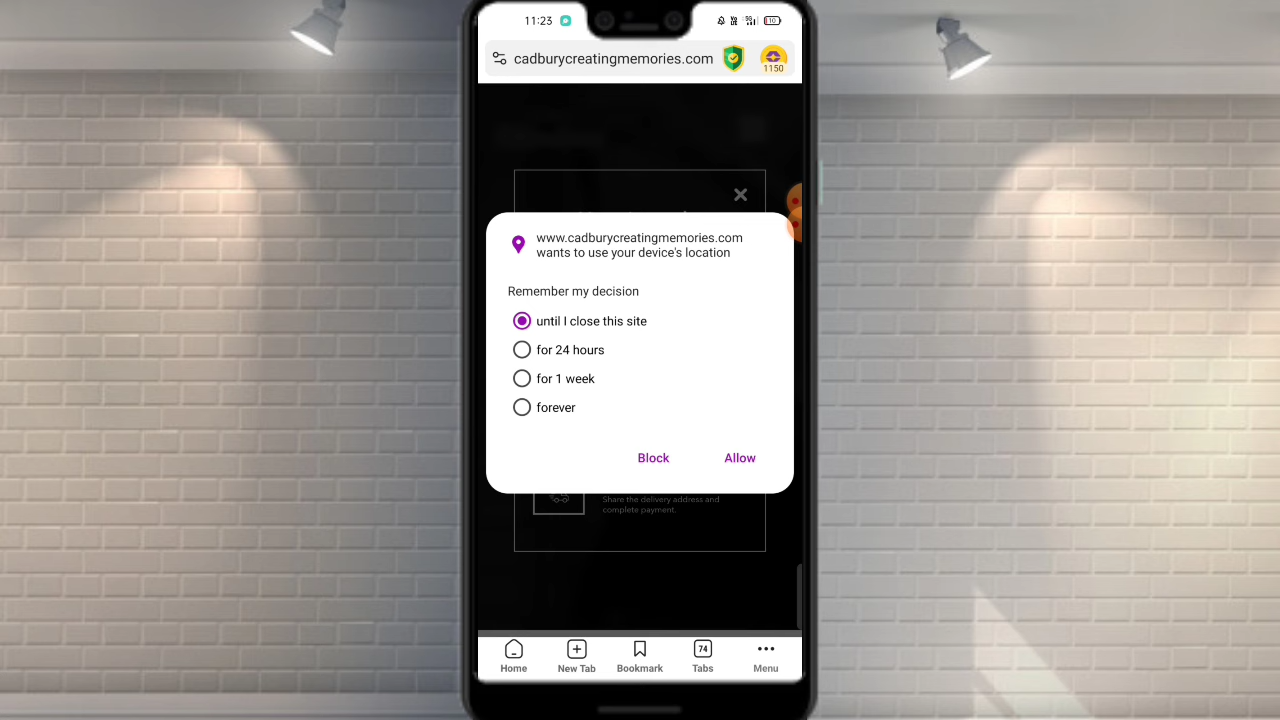 11:23
5G
10
cadburycreatingmemories.com
1150
www.cadburycreatingmemories.com
wants to use your device's location
Remember my decision
until I close this site
for 24 hours
for 1 week
forever
Block Allow
Share the delivery address and
complete payment.
74
Home New Tab Bookmark Tabs Menu